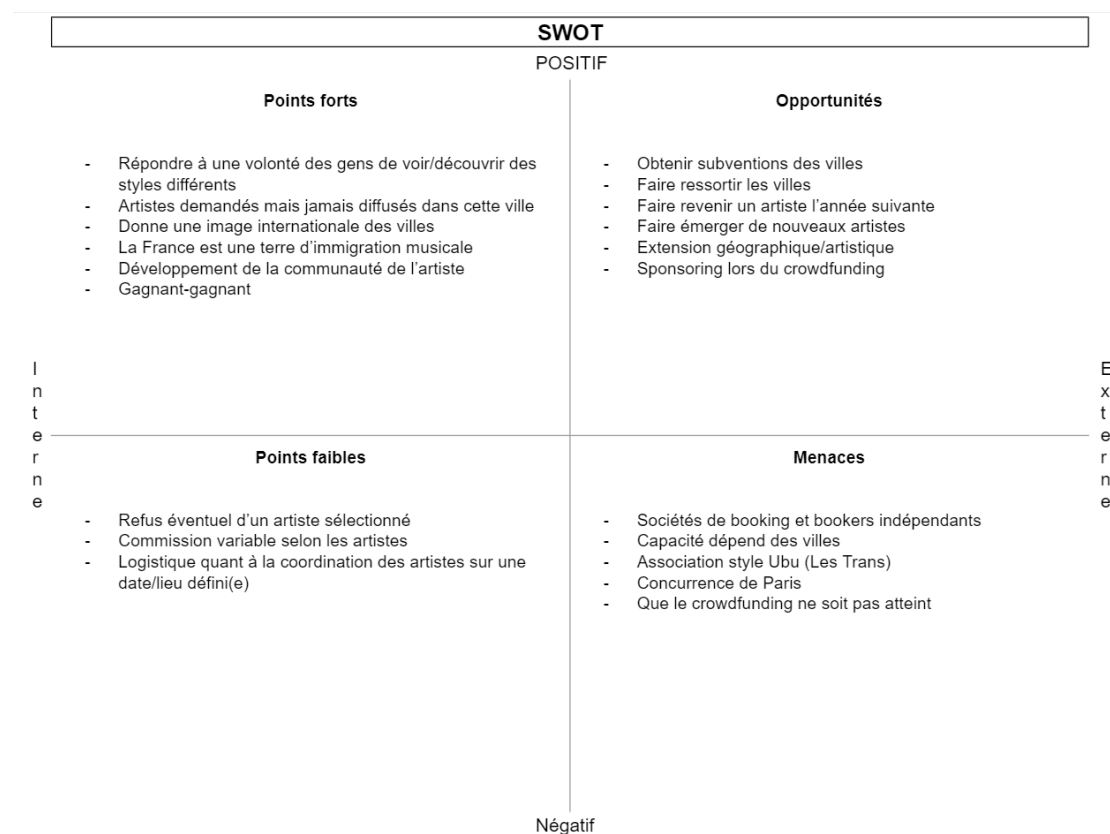 SWOT
POSITIF
Points forts
- Répondre à une volonté des gens de voir/découvrir des
styles différents
- Artistes demandés mais jamais diffusés dans cette ville
- Donne une image internationale des villes
- La France est une terre d’immigration musicale
- Développement de la communauté de l’artiste
- Gagnant-gagnant
Opportunités
- Obtenir subventions des villes
- Faire ressortir les villes
- Faire revenir un artiste l’année suivante
- Faire émerger de nouveaux artistes
- Extension géographique/artistique
- Sponsoring lors du crowdfunding
Interne
Externe
Points faibles
- Refus éventuel d’un artiste sélectionné
- Commission variable selon les artistes
- Logistique quant à la coordination des artistes sur une
date/lieu défini(e)
Menaces
- Sociétés de booking et bookers indépendants
- Capacité dépend des villes
- Association style Ubu (Les Trans)
- Concurrence de Paris
- Que le crowdfunding ne soit pas atteint
Négatif